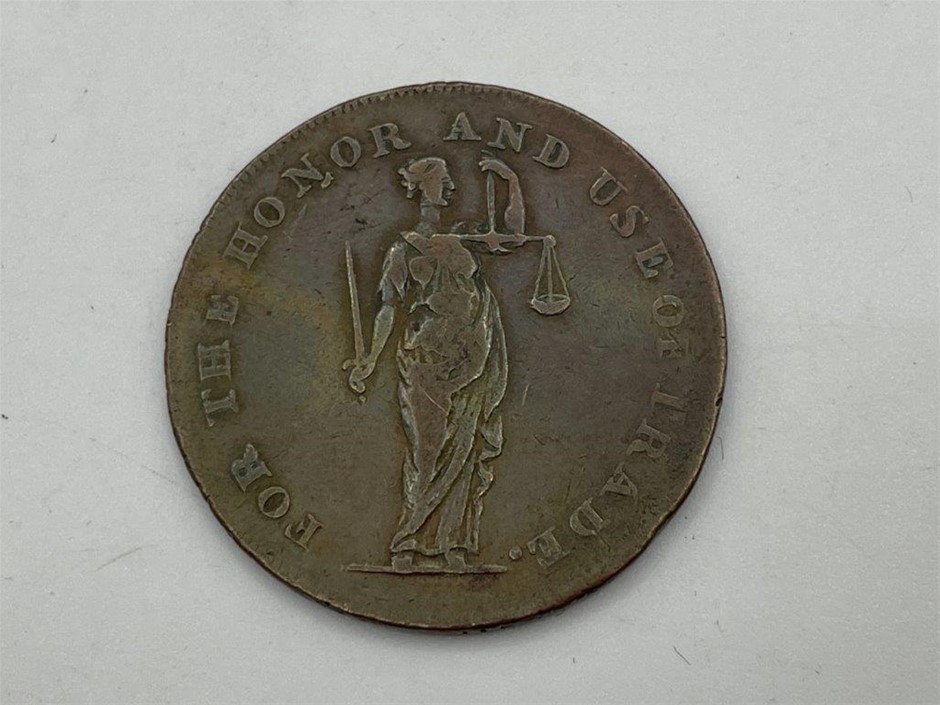 FOR THE HONOR AND USE OF TRADE.